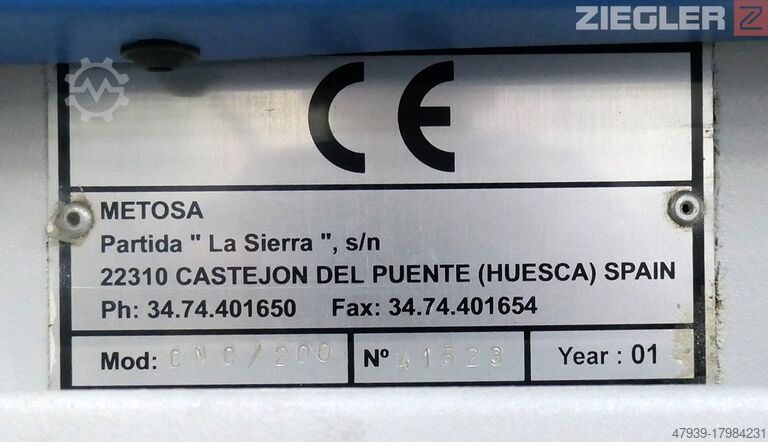 ZIEGLER Z
CE
METOSA
Partida " La Sierra ", s/n
22310 CASTEJON DEL PUENTE (HUESCA) SPAIN
Ph: 34.74.401650 Fax: 34.74.401654
Mod: CNC/200 Nº 41523 Year : 01
47939-17984231